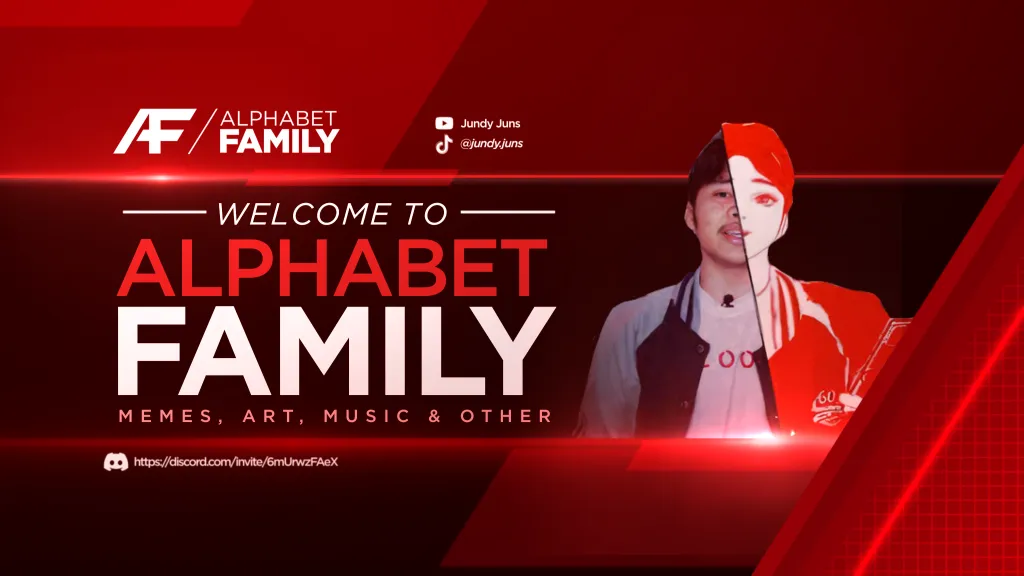 AF / ALPHABET
FAMILY
Jundy Juns
@jundy.juns
WELCOME TO
ALPHABET
FAMILY
MEMES, ART, MUSIC & OTHER
https://discord.com/invite/6mUrwzFAeX
60